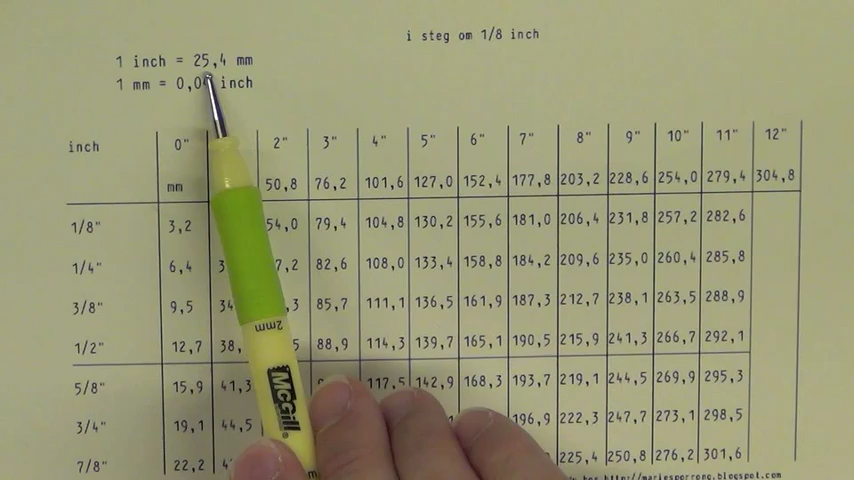 i steg om 1/8 inch
1 inch = 25,4 mm
1 mm = inch
inch 0" 2" 3" 4" 5" 6" 7" 8" 9" 10" 11" 12"
mm 50,8 76,2 101,6 127,0 152,4 177,8 203,2 228,6 254,0 279,4 304,8
1/8" 3,2 54,0 79,4 104,8 130,2 155,6 181,0 206,4 231,8 257,2 282,6
1/4" 6,4 82,6 108,0 133,4 158,8 184,2 209,6 235,0 260,4 285,8
3/8" 9,5 85,7 111,1 136,5 161,9 187,3 212,7 238,1 263,5 288,9
1/2" 12,7 88,9 114,3 139,7 165,1 190,5 215,9 241,3 266,7 292,1
5/8" 15,9 41,3 117,5 142,9 168,3 193,7 219,1 244,5 269,9 295,3
3/4" 19,1 44,5 196,9 222,3 247,7 273,1 298,5
7/8" 22,2 225,4 250,8 276,2 301,6
2mm
McGill®